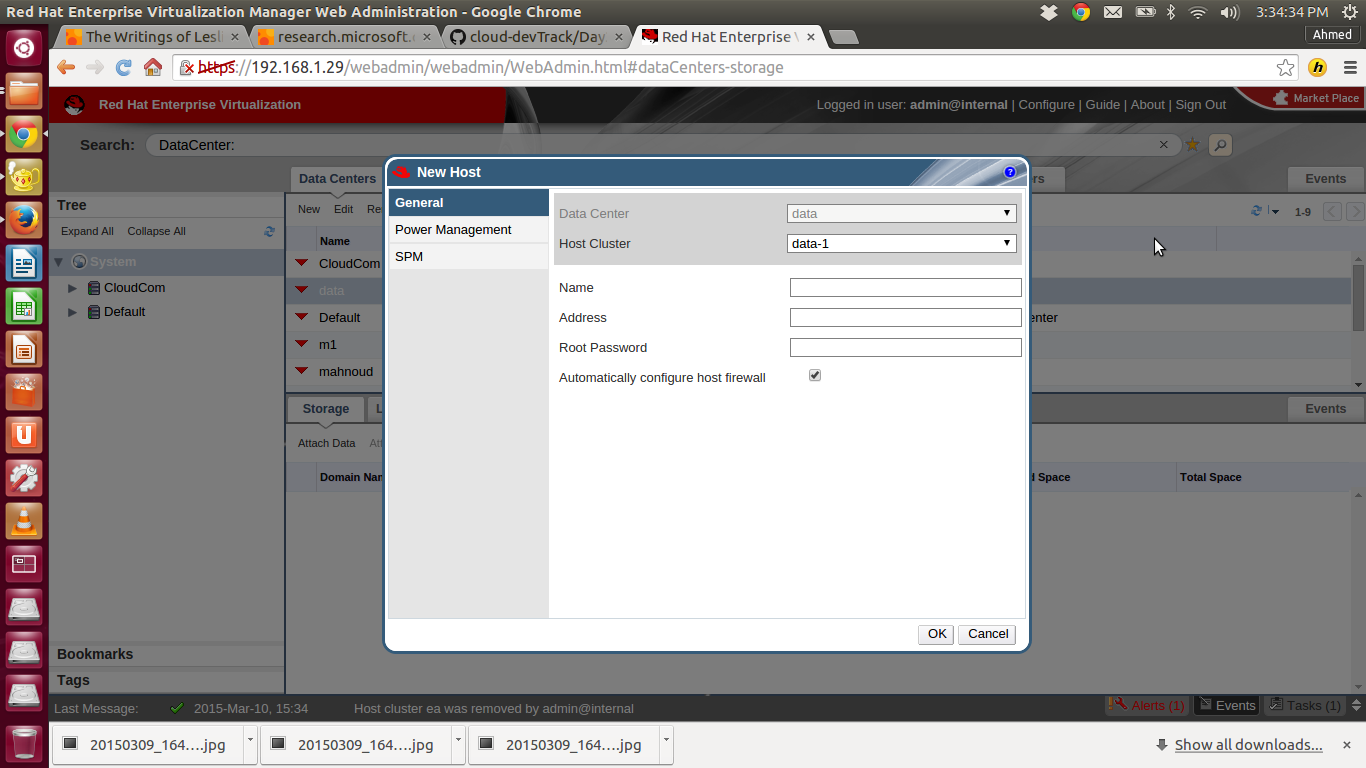 Red Hat Enterprise Virtualization Manager Web Administration - Google Chrome
3:34:34 PM
The Writings of Lesl
research.microsoft.
cloud-devTrack/Day
Red Hat Enterprise
Ahmed
https://192.168.1.29/webadmin/webadmin/WebAdmin.html#dataCenters-storage
Red Hat Enterprise Virtualization
Logged in user: admin@internal | Configure | Guide | About | Sign Out
Market Place
Search:
DataCenter:
Data Centers
Events
Tree
New Edit Re
1-9
Expand All Collapse All
Name
System
CloudCom
Default
CloudCom
data
Default
enter
m1
mahnoud
New Host
General
Power Management
SPM
Data Center
data
Host Cluster
data-1
Name
Address
Root Password
Automatically configure host firewall
OK
Cancel
Storage
L
Events
Attach Data
At
Domain Nam
Space
Total Space
Bookmarks
Tags
Last Message:
2015-Mar-10, 15:34
Host cluster ea was removed by admin@internal
Alerts (1)
Events
Tasks (1)
20150309_164....jpg
20150309_164....jpg
20150309_164....jpg
Show all downloads...